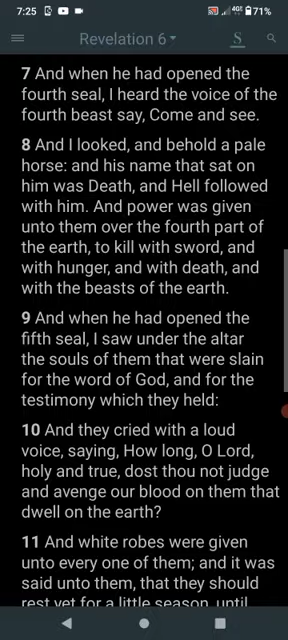 7:25 4G 71%
Revelation 6 S
7 And when he had opened the
fourth seal, I heard the voice of the
fourth beast say, Come and see.
8 And I looked, and behold a pale
horse: and his name that sat on
him was Death, and Hell followed
with him. And power was given
unto them over the fourth part of
the earth, to kill with sword, and
with hunger, and with death, and
with the beasts of the earth.
9 And when he had opened the
fifth seal, I saw under the altar
the souls of them that were slain
for the word of God, and for the
testimony which they held:
10 And they cried with a loud
voice, saying, How long, O Lord,
holy and true, dost thou not judge
and avenge our blood on them that
dwell on the earth?
11 And white robes were given
unto every one of them; and it was
said unto them, that they should
rest yet for a little season, until